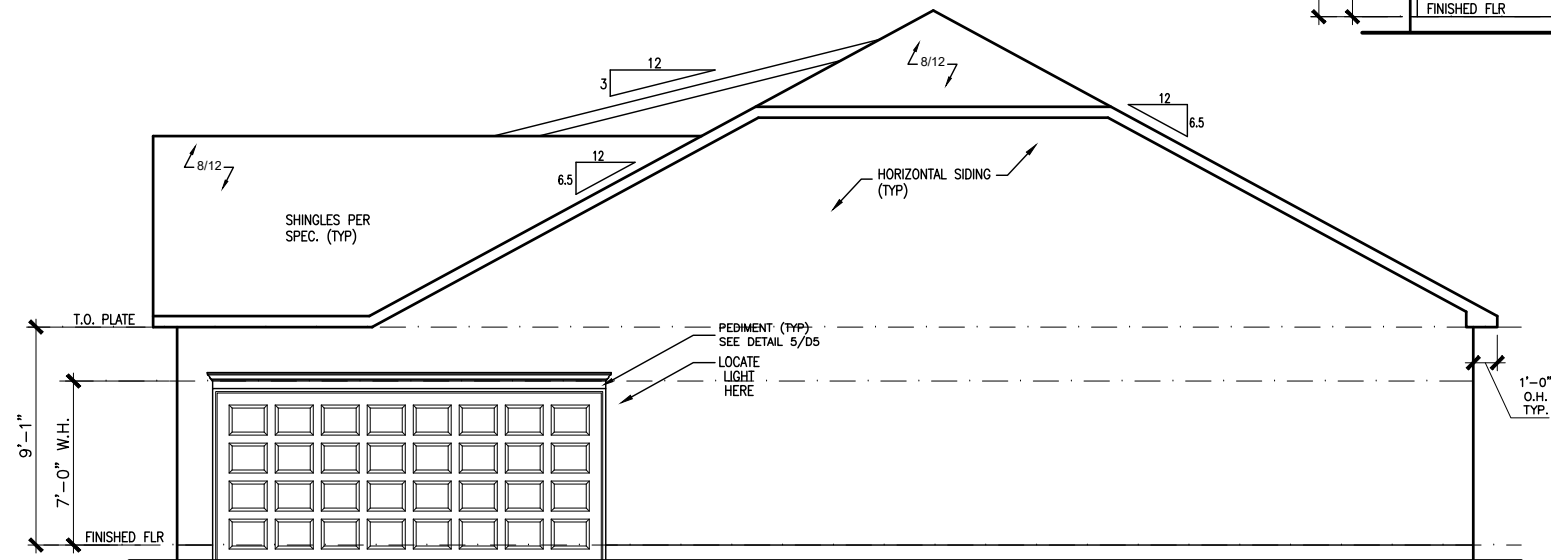 FINISHED FLR
12
3
8/12
12
6.5
12
6.5
8/12
HORIZONTAL SIDING
(TYP)
SHINGLES PER
SPEC. (TYP)
T.O. PLATE
PEDIMENT (TYP)
SEE DETAIL 5/D5
LOCATE
LIGHT
HERE
1'-0"
O.H.
TYP.
9'-1"
7'-0" W.H.
FINISHED FLR